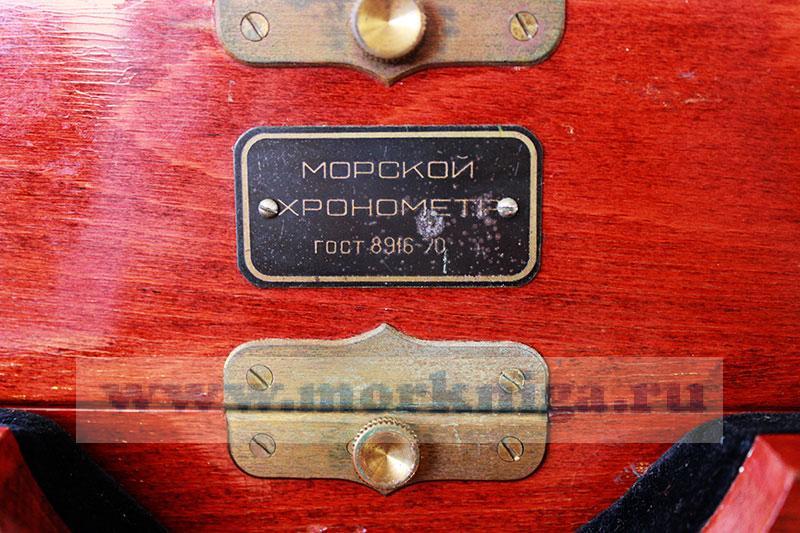 МОРСКОЙ
ХРОНОМЕТР
ГОСТ 8916-70
www.morkniga.ru